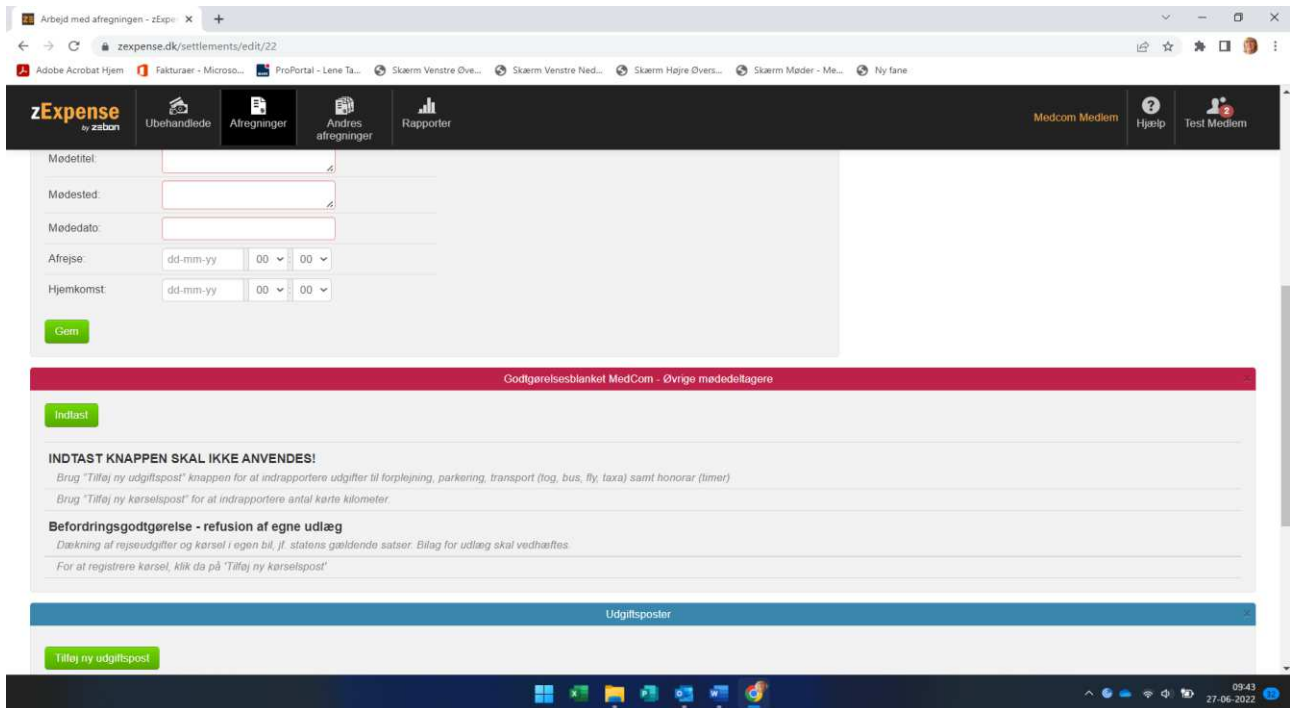 Arbejd med afregningen - zExpe
zexpense.dk/settlements/edit/22
Adobe Acrobat Hjem Fakturaer - Microso... ProPortal - Lene Ta... Skærm Venstre Øve... Skærm Venstre Ned... Skærm Højre Overs... Skærm Møder - Me... Ny fane
zExpense
by zabon
Ubehandlede
Afregninger
Andres
afregninger
Rapporter
Medcom Medlem
Hjælp
2
Test Medlem
Mødetitel:
Mødested:
Mødedato:
Afrejse: dd-mm-yy 00 : 00
Hjemkomst: dd-mm-yy 00 : 00
Gem
Godtgørelsesblanket MedCom - Øvrige mødedeltagere x
Indtast
INDTAST KNAPPEN SKAL IKKE ANVENDES!
Brug "Tilføj ny udgiftspost" knappen for at indrapportere udgifter til forplejning, parkering, transport (tog, bus, fly, taxa) samt honorar (timer)
Brug "Tilføj ny kørselspost" for at indrapportere antal kørte kilometer.
Befordringsgodtgørelse - refusion af egne udlæg
Dækning af rejseudgifter og kørsel i egen bil, jf. statens gældende satser. Bilag for udlæg skal vedhæftes.
For at registrere kørsel, klik da på 'Tilføj ny kørselspost'
Udgiftsposter x
Tilføj ny udgiftspost
09:43
27-06-2022